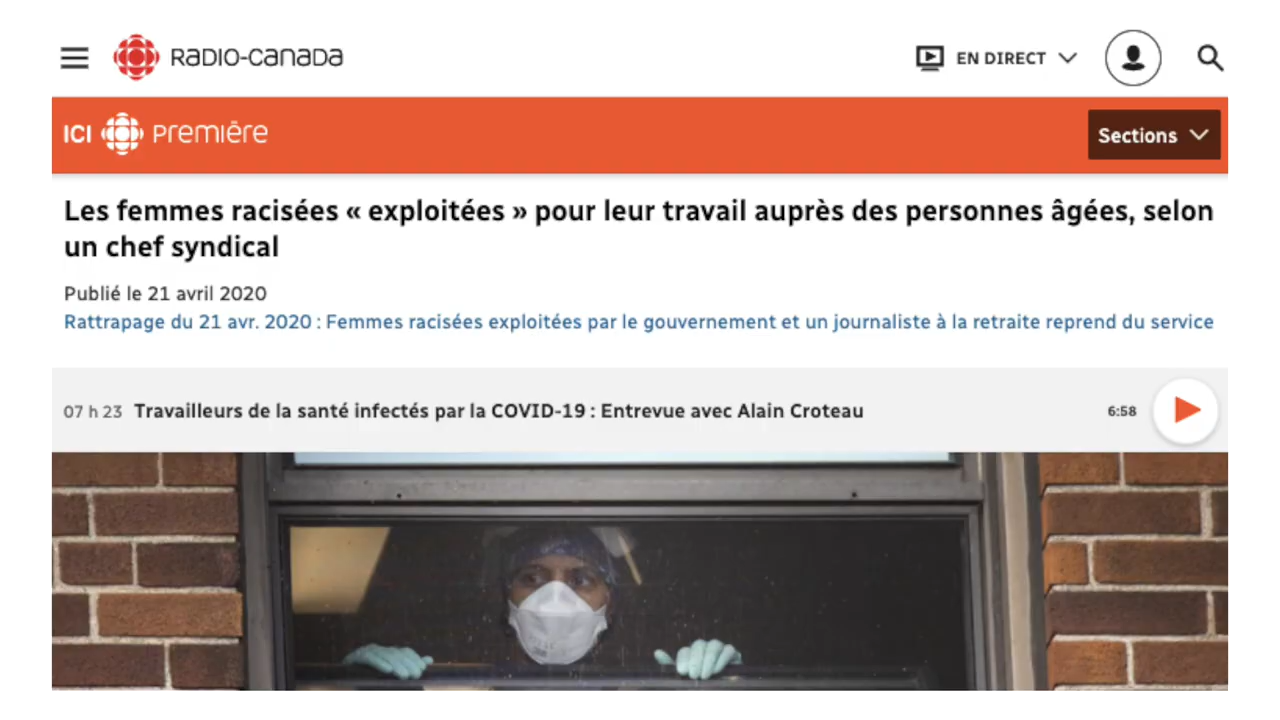 RADIO-CANADA
EN DIRECT
ICI PREMIÈRE
Sections
Les femmes racisées « exploitées » pour leur travail auprès des personnes âgées, selon
un chef syndical
Publié le 21 avril 2020
Rattrapage du 21 avr. 2020 : Femmes racisées exploitées par le gouvernement et un journaliste à la retraite reprend du service
07 h 23 Travailleurs de la santé infectés par la COVID-19 : Entrevue avec Alain Croteau 6:58